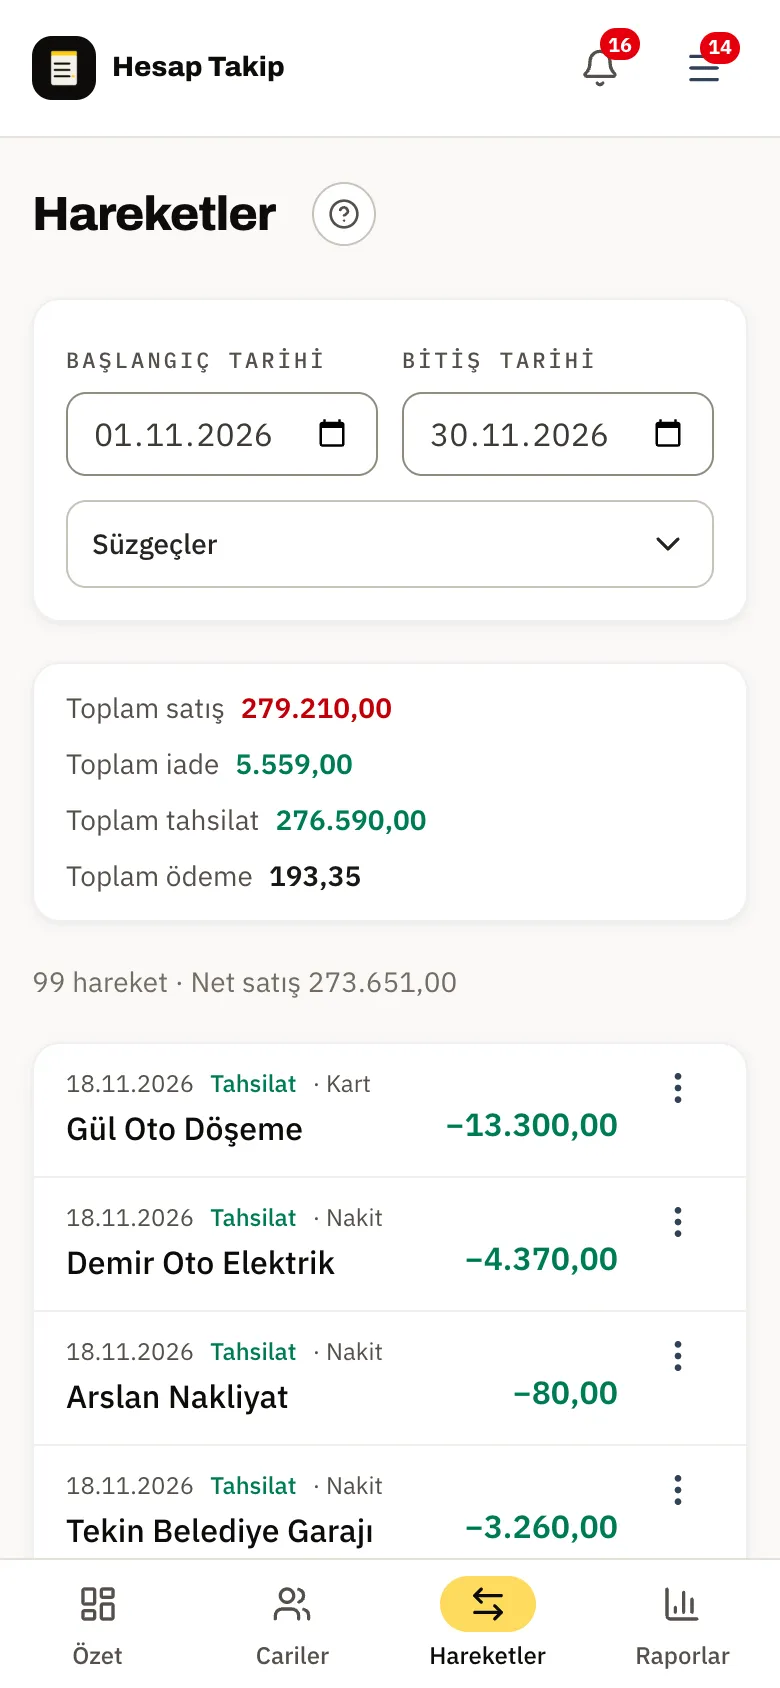 Hesap Takip
16
14
Hareketler
BAŞLANGIÇ TARİHİ
BİTİŞ TARİHİ
01.11.2026
30.11.2026
Süzgeçler
Toplam satış 279.210,00
Toplam iade 5.559,00
Toplam tahsilat 276.590,00
Toplam ödeme 193,35
99 hareket · Net satış 273.651,00
18.11.2026 Tahsilat · Kart
Gül Oto Döşeme −13.300,00
18.11.2026 Tahsilat · Nakit
Demir Oto Elektrik −4.370,00
18.11.2026 Tahsilat · Nakit
Arslan Nakliyat −80,00
18.11.2026 Tahsilat · Nakit
Tekin Belediye Garajı −3.260,00
Özet
Cariler
Hareketler
Raporlar